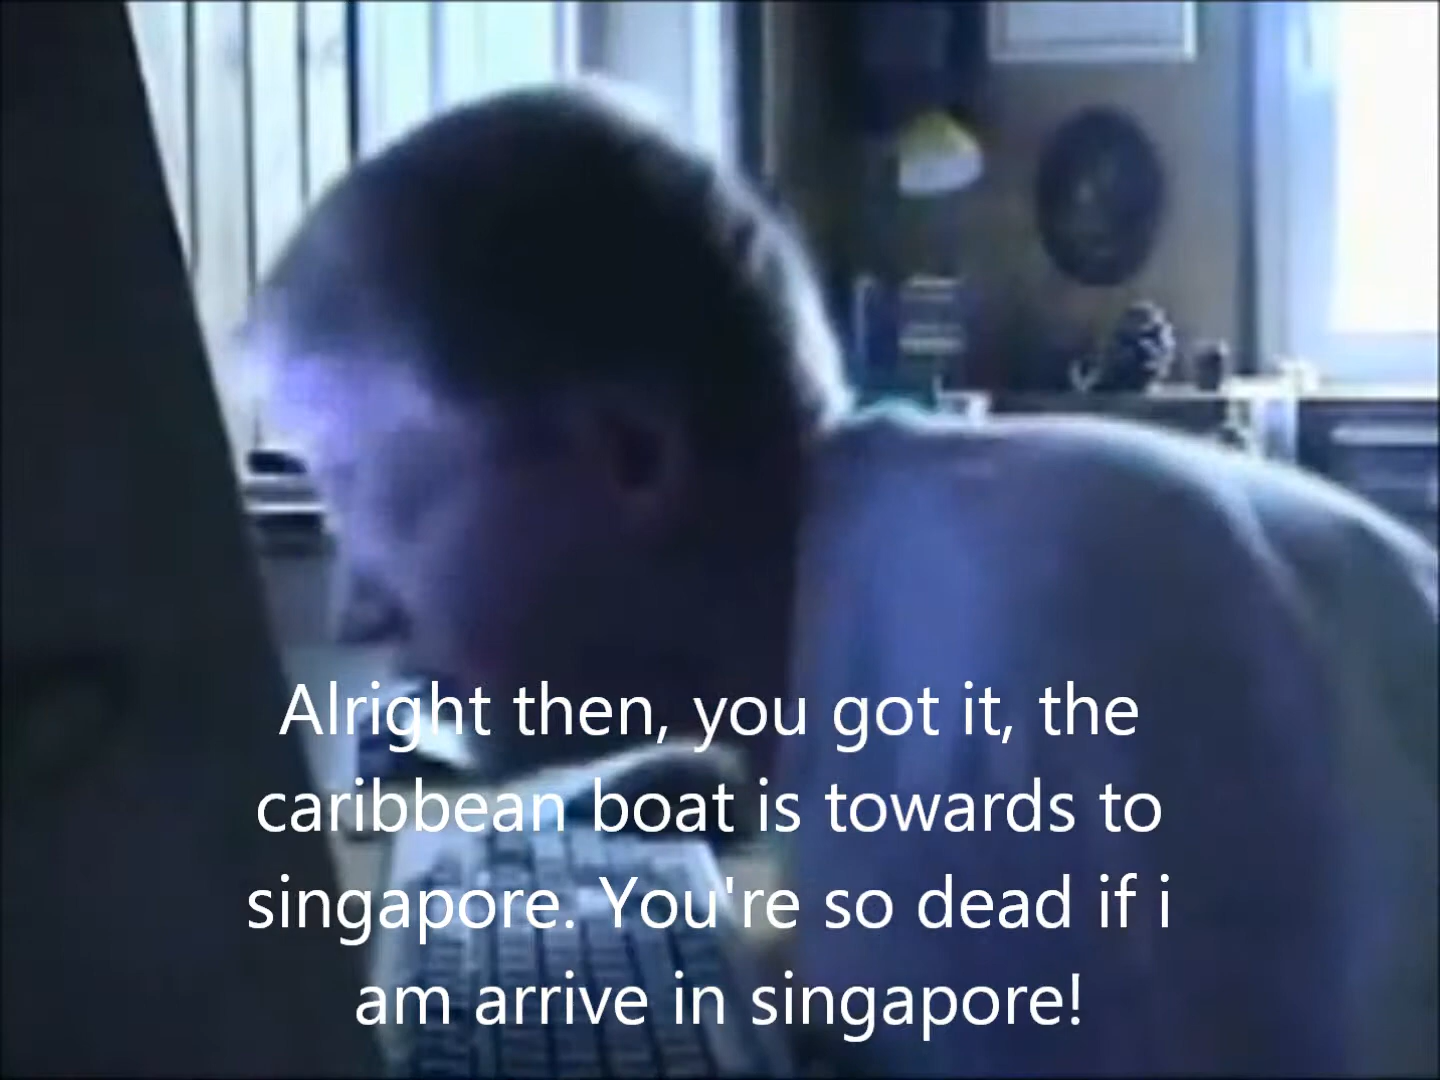 Alright then, you got it, the
caribbean boat is towards to
singapore. You're so dead if i
am arrive in singapore!